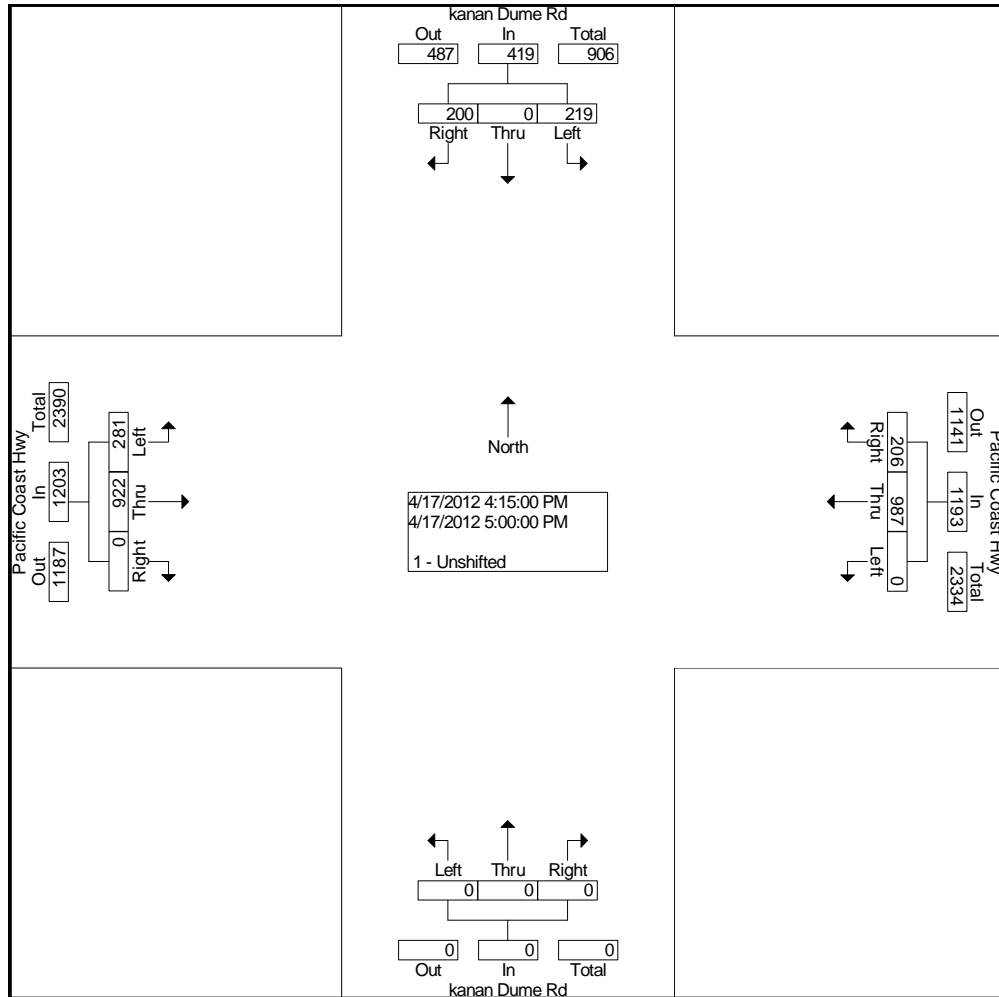 kanan Dume Rd
Out In Total
487 419 906
200 0 219
Right Thru Left
Pacific Coast Hwy
Total In Out
2390 1203 1187
281 922 0
Left Thru Right
North
4/17/2012 4:15:00 PM
4/17/2012 5:00:00 PM
1 - Unshifted
Pacific Coast Hwy
Out In Total
1141 1193 2334
206 987 0
Right Thru Left
Left Thru Right
0 0 0
0 0 0
Out In Total
kanan Dume Rd